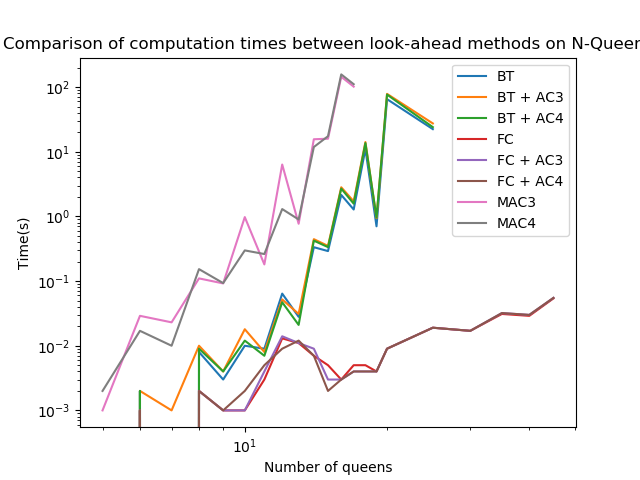 Comparison of computation times between look-ahead methods on N-Queen
10²
10¹
10⁰
10⁻¹
10⁻²
10⁻³
Time(s)
BT
BT + AC3
BT + AC4
FC
FC + AC3
FC + AC4
MAC3
MAC4
10¹
Number of queens